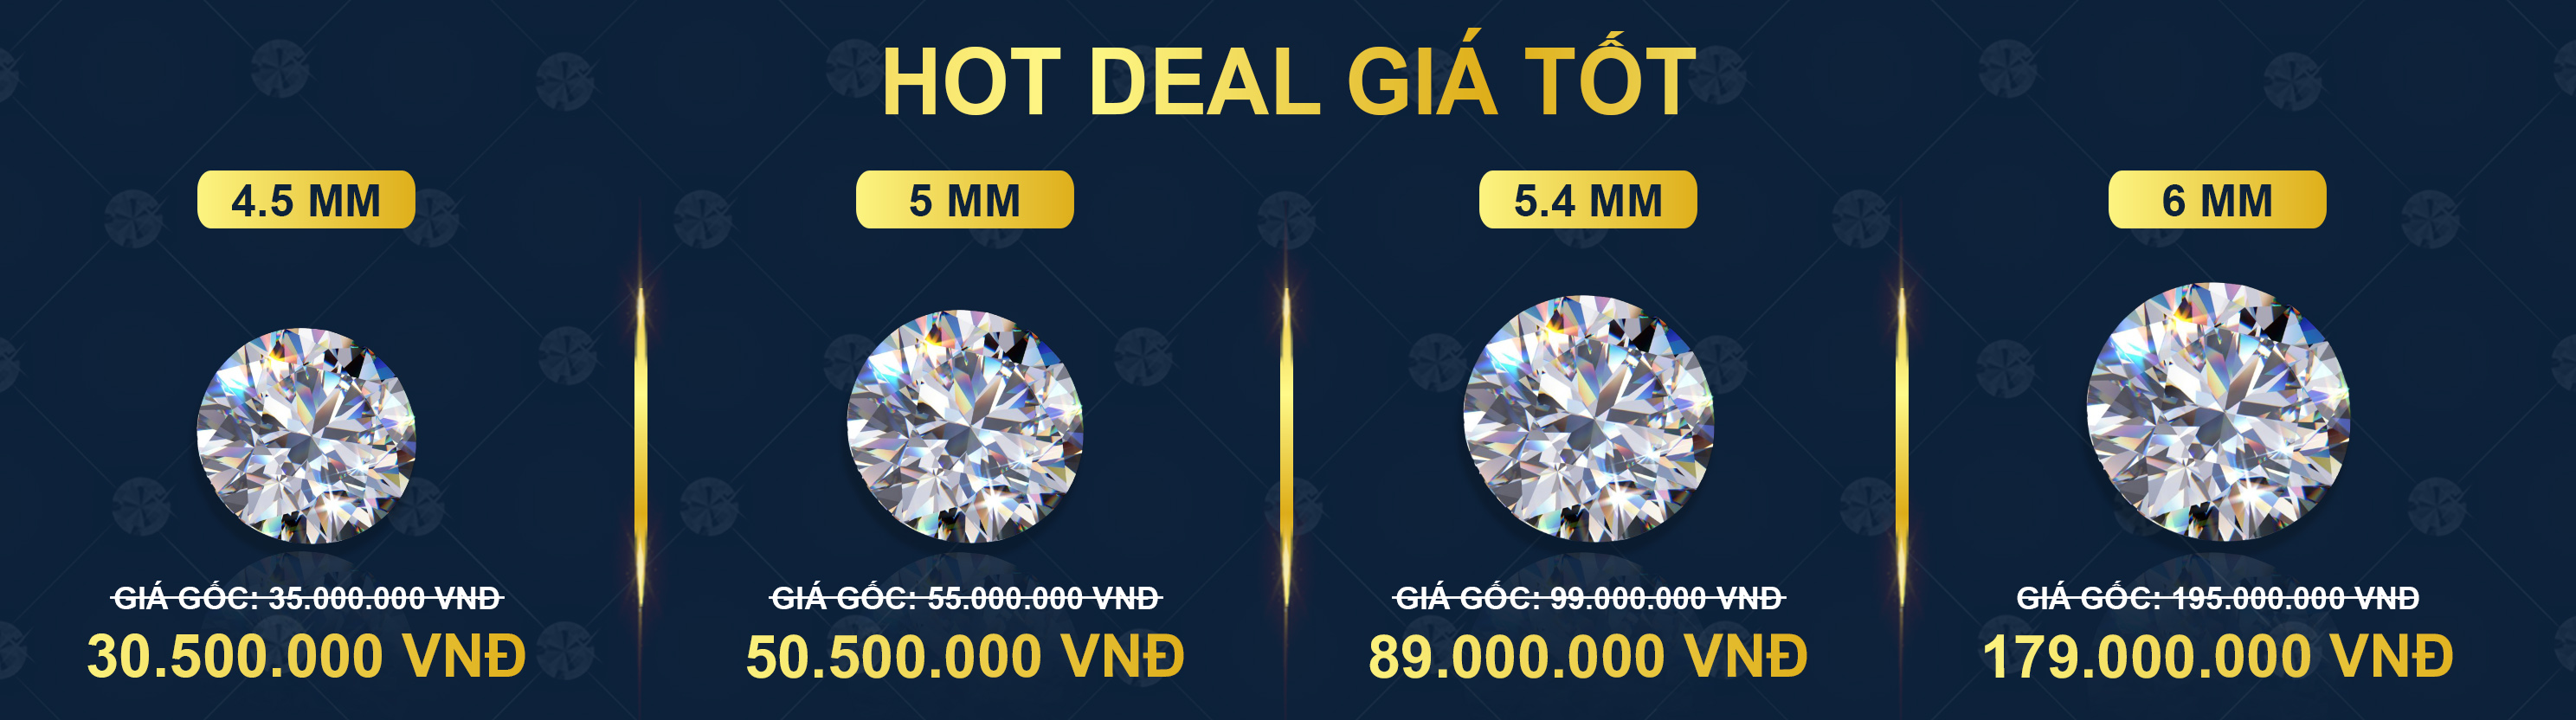 HOT DEAL GIÁ TỐT
4.5 MM
5 MM
5.4 MM
6 MM
GIÁ GỐC: 35.000.000 VNĐ
30.500.000 VNĐ
GIÁ GỐC: 55.000.000 VNĐ
50.500.000 VNĐ
GIÁ GỐC: 99.000.000 VNĐ
89.000.000 VNĐ
GIÁ GỐC: 195.000.000 VNĐ
179.000.000 VNĐ